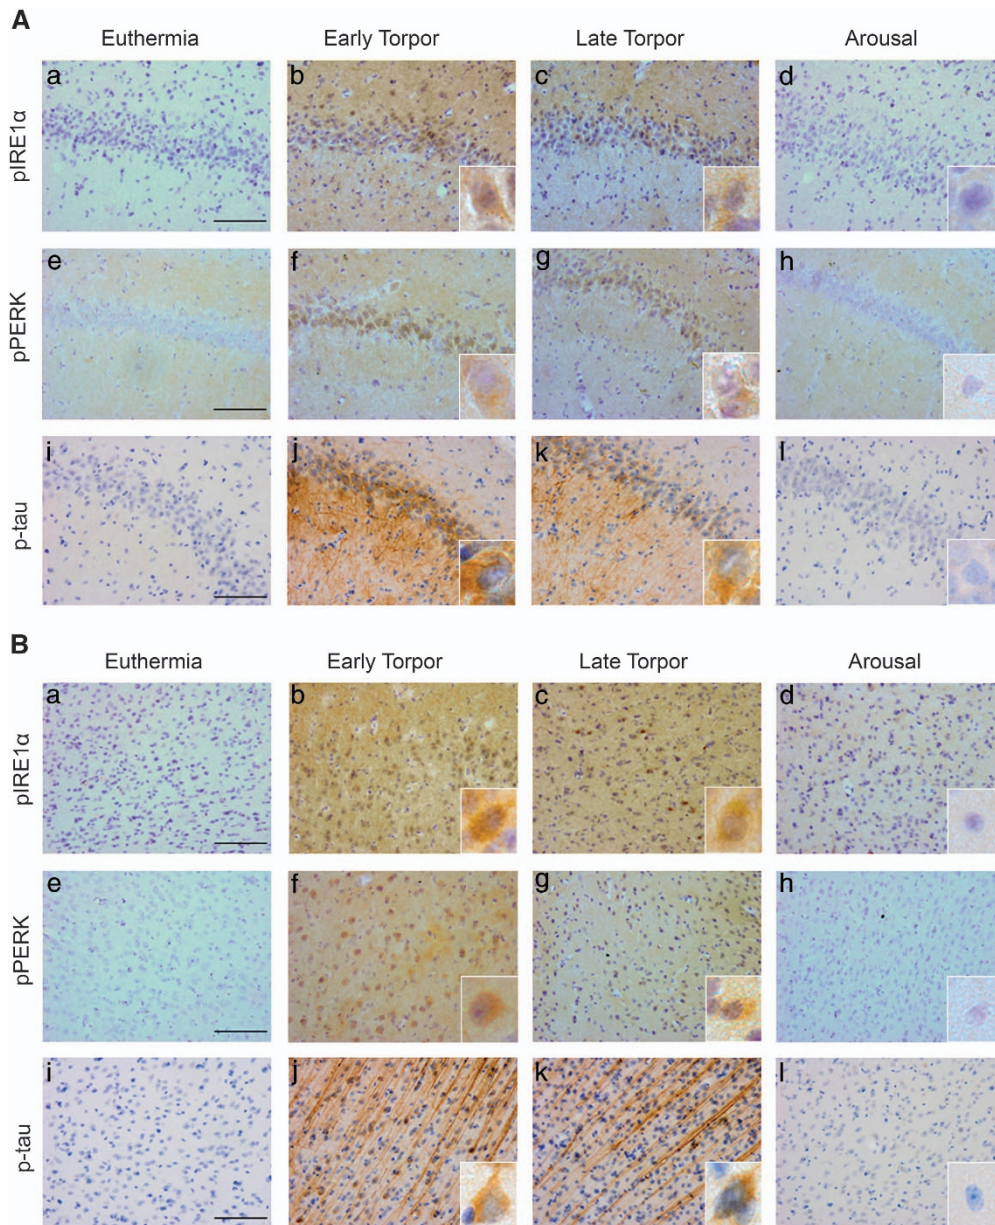 A
Euthermia Early Torpor Late Torpor Arousal
pIRE1α a b c d
pPERK e f g h
p-tau i j k l
B
Euthermia Early Torpor Late Torpor Arousal
pIRE1α a b c d
pPERK e f g h
p-tau i j k l